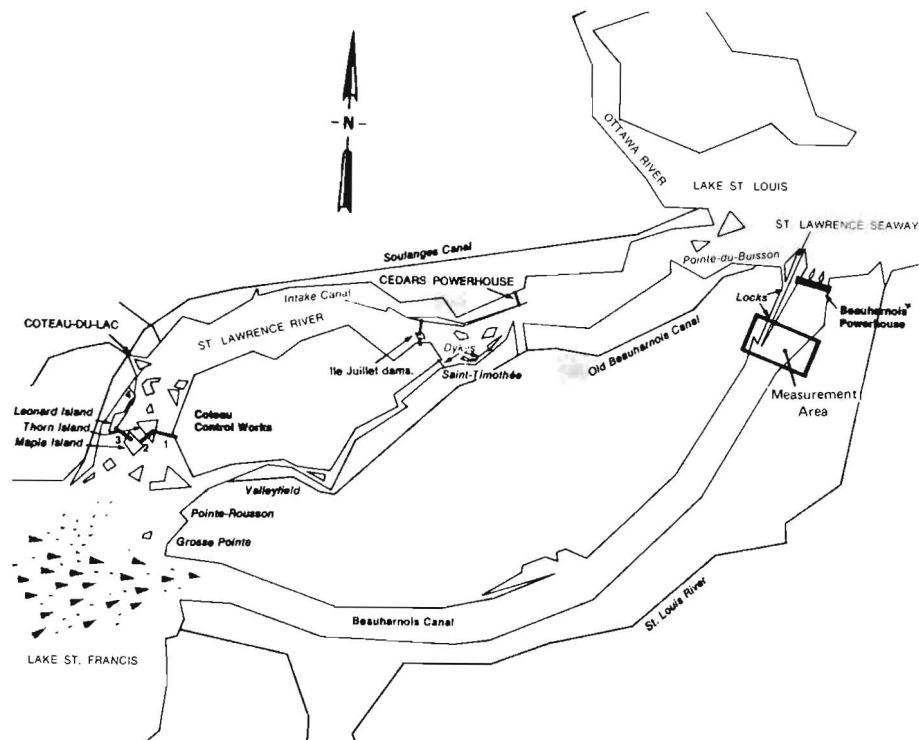 - N -
OTTAWA RIVER
LAKE ST LOUIS
ST. LAWRENCE SEAWAY
Soulanges Canal
Pointe-du-Buisson
CEDARS POWERHOUSE
Intake Canal
Locks
Beauharnois
Powerhouse
COTEAU-DU-LAC
ST. LAWRENCE RIVER
Old Beauharnois Canal
Dykes
Ile Juillet dams.
Saint-Timothée
Measurement
Area
Leonard Island
Thorn Island
Maple Island
4
3
2
1
Coteau
Control Works
Valleyfield
Pointe-Rousson
Grosse Pointe
Beauharnois Canal
St. Louis River
LAKE ST. FRANCIS